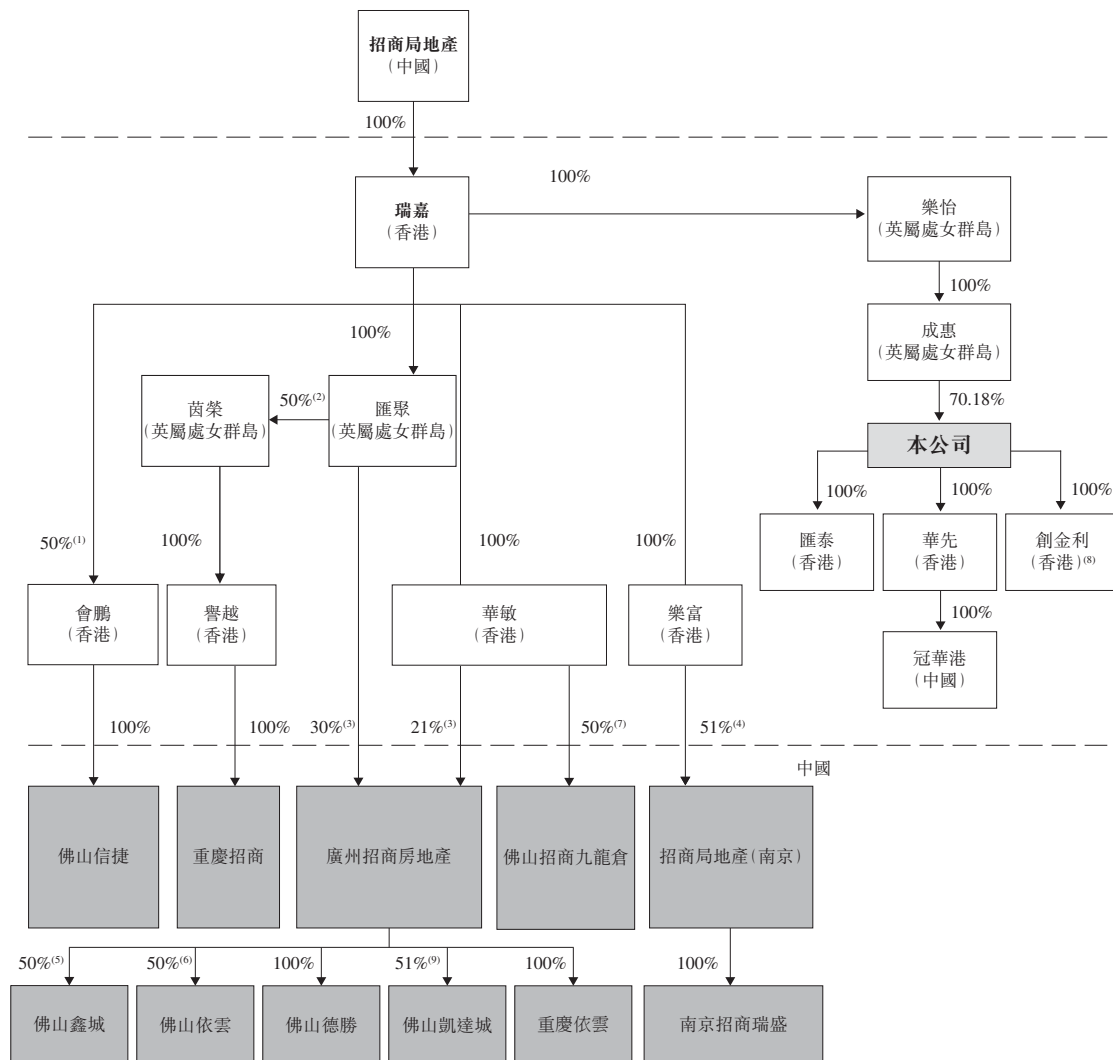 招商局地產
(中國)
100%
100%
瑞嘉
(香港)
樂怡
(英屬處女群島)
100%
100%
成惠
(英屬處女群島)
茵榮
(英屬處女群島)
50%(2)
匯聚
(英屬處女群島)
70.18%
本公司
100%
100%
100%
50%(1)
100%
100%
100%
匯泰
(香港)
華先
(香港)
創金利
(香港)(8)
會鵬
(香港)
譽越
(香港)
華敏
(香港)
樂富
(香港)
100%
冠華港
(中國)
100%
100%
30%(3)
21%(3)
50%(7)
51%(4)
中國
佛山信捷
重慶招商
廣州招商房地產
佛山招商九龍倉
招商局地產(南京)
50%(5)
50%(6)
100%
51%(9)
100%
100%
佛山鑫城
佛山依雲
佛山德勝
佛山凱達城
重慶依雲
南京招商瑞盛